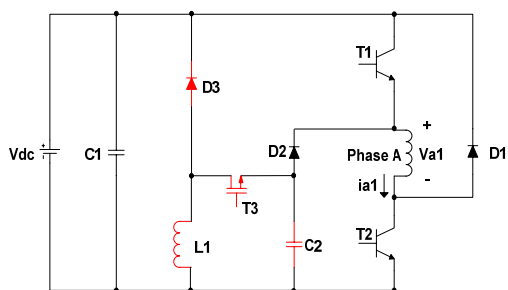 T1
D3
+
D2
Vdc
C1
Phase A
Va1
D1
ia1
-
T3
T2
L1
C2